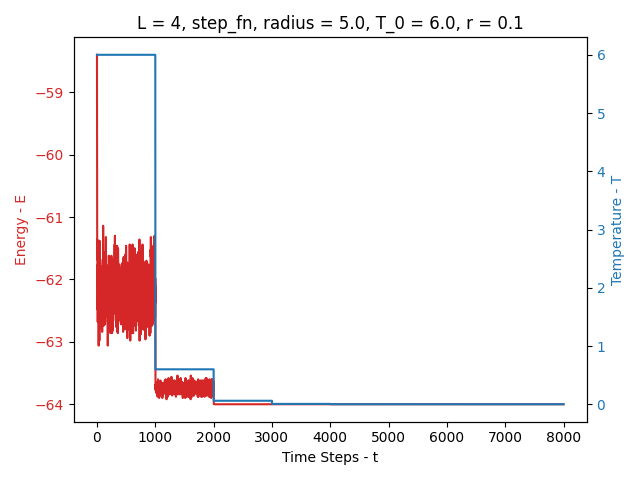 L = 4, step_fn, radius = 5.0, T_0 = 6.0, r = 0.1
Energy - E
−59
−60
−61
−62
−63
−64
6
5
4
3
2
1
0
Temperature - T
0 1000 2000 3000 4000 5000 6000 7000 8000
Time Steps - t